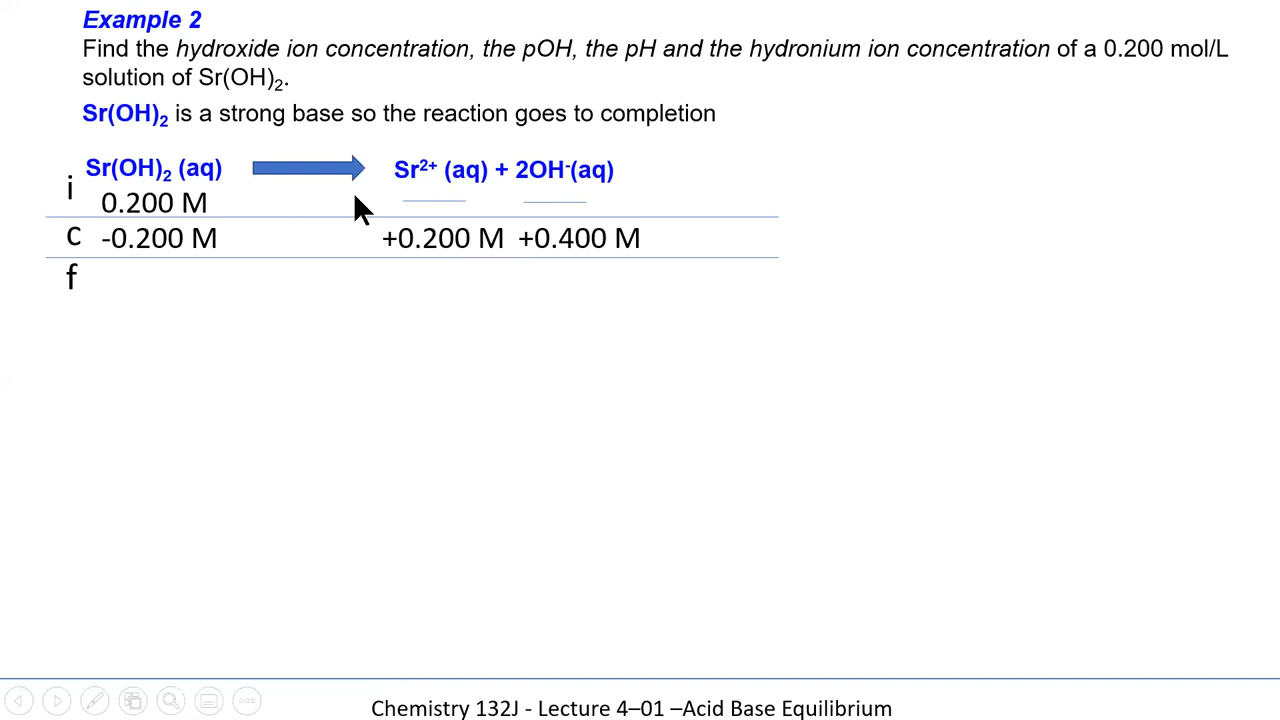 Example 2
Find the hydroxide ion concentration, the pOH, the pH and the hydronium ion concentration of a 0.200 mol/L
solution of Sr(OH)₂.
Sr(OH)₂ is a strong base so the reaction goes to completion
Sr(OH)₂ (aq) Sr²⁺ (aq) + 2OH⁻(aq)
i 0.200 M
c -0.200 M +0.200 M +0.400 M
f
Chemistry 132J - Lecture 4–01 –Acid Base Equilibrium